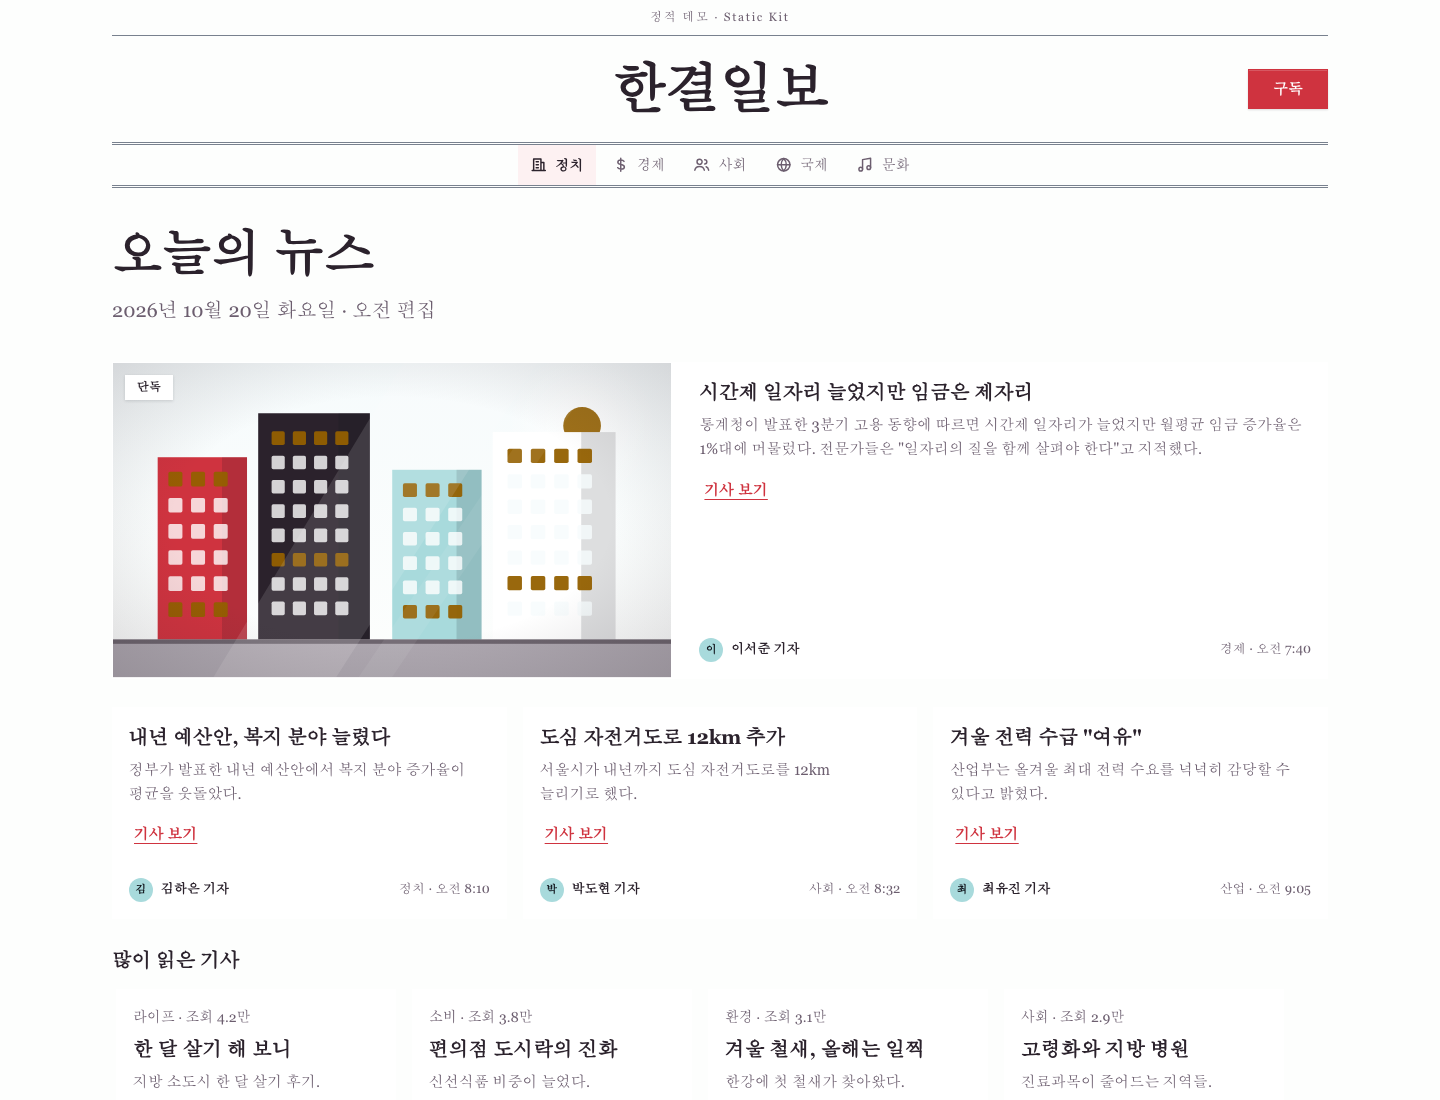 정적 데모 · Static Kit
한결일보
구독
정치
경제
사회
국제
문화
오늘의 뉴스
2026년 10월 20일 화요일 · 오전 편집
단독
시간제 일자리 늘었지만 임금은 제자리
통계청이 발표한 3분기 고용 동향에 따르면 시간제 일자리가 늘었지만 월평균 임금 증가율은
1%대에 머물렀다. 전문가들은 "일자리의 질을 함께 살펴야 한다"고 지적했다.
기사 보기
이
이서준 기자
경제 · 오전 7:40
내년 예산안, 복지 분야 늘렸다
정부가 발표한 내년 예산안에서 복지 분야 증가율이
평균을 웃돌았다.
기사 보기
김
김하은 기자
정치 · 오전 8:10
도심 자전거도로 12km 추가
서울시가 내년까지 도심 자전거도로를 12km
늘리기로 했다.
기사 보기
박
박도현 기자
사회 · 오전 8:32
겨울 전력 수급 "여유"
산업부는 올겨울 최대 전력 수요를 넉넉히 감당할 수
있다고 밝혔다.
기사 보기
최
최유진 기자
산업 · 오전 9:05
많이 읽은 기사
라이프 · 조회 4.2만
한 달 살기 해 보니
지방 소도시 한 달 살기 후기.
소비 · 조회 3.8만
편의점 도시락의 진화
신선식품 비중이 늘었다.
환경 · 조회 3.1만
겨울 철새, 올해는 일찍
한강에 첫 철새가 찾아왔다.
사회 · 조회 2.9만
고령화와 지방 병원
진료과목이 줄어드는 지역들.